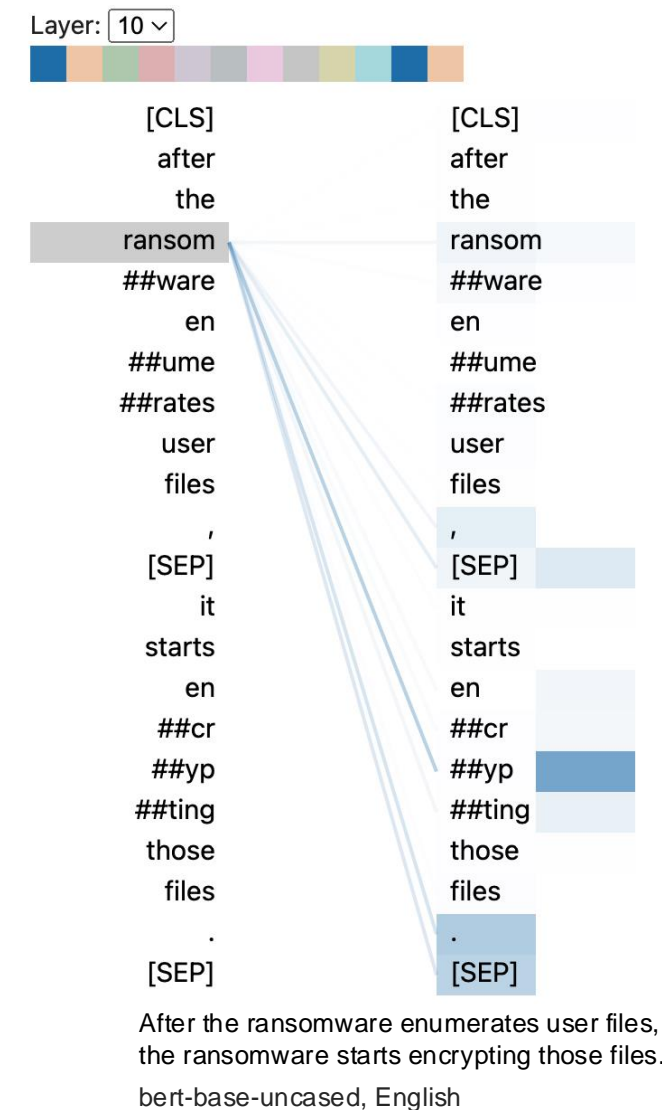 Layer: 10
[CLS] [CLS]
after after
the the
ransom ransom
##ware ##ware
en en
##ume ##ume
##rates ##rates
user user
files files
, ,
[SEP] [SEP]
it it
starts starts
en en
##cr ##cr
##yp ##yp
##ting ##ting
those those
files files
. .
[SEP] [SEP]
After the ransomware enumerates user files,
the ransomware starts encrypting those files.
bert-base-uncased, English